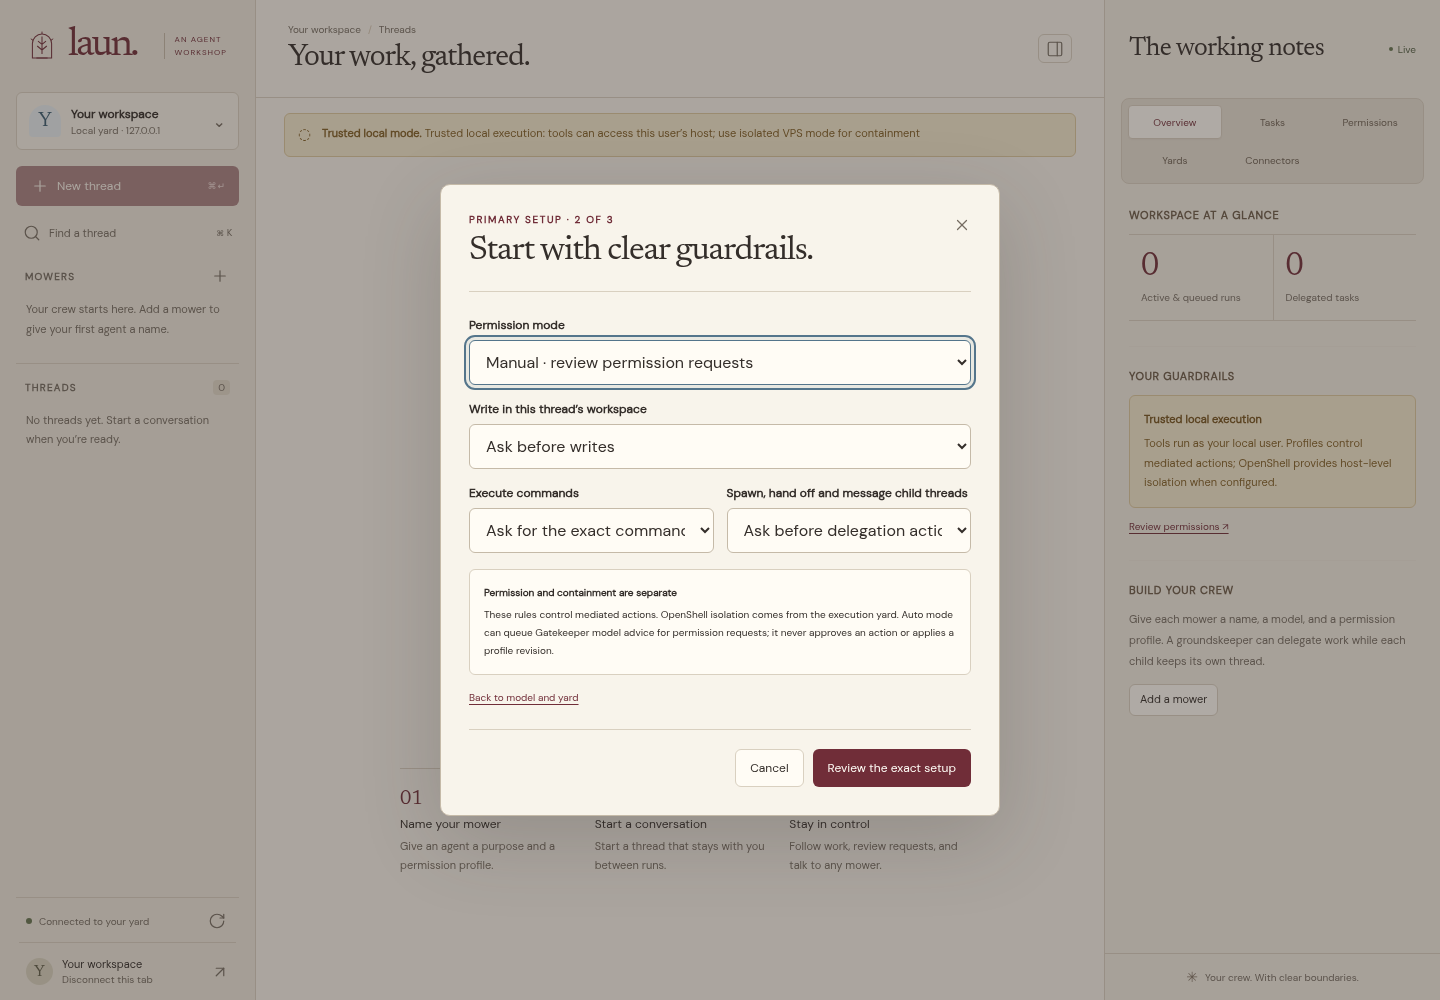 laun.
AN AGENT
WORKSHOP
Y
Your workspace
Local yard · 127.0.0.1
New thread
⌘↵
Find a thread
⌘ K
MOWERS
Your crew starts here. Add a mower to
give your first agent a name.
THREADS
0
No threads yet. Start a conversation
when you’re ready.
Connected to your yard
Y
Your workspace
Disconnect this tab
Your workspace / Threads
Your work, gathered.
Trusted local mode. Trusted local execution: tools can access this user’s host; use isolated VPS mode for containment
PRIMARY SETUP · 2 OF 3
Start with clear guardrails.
Permission mode
Manual · review permission requests
Write in this thread’s workspace
Ask before writes
Execute commands
Spawn, hand off and message child threads
Ask for the exact command
Ask before delegation actic
Permission and containment are separate
These rules control mediated actions. OpenShell isolation comes from the execution yard. Auto mode
can queue Gatekeeper model advice for permission requests; it never approves an action or applies a
profile revision.
Back to model and yard
Cancel
Review the exact setup
01
Name your mower
Give an agent a purpose and a
permission profile.
Start a conversation
Start a thread that stays with you
between runs.
Stay in control
Follow work, review requests, and
talk to any mower.
The working notes
Live
Overview
Tasks
Permissions
Yards
Connectors
WORKSPACE AT A GLANCE
0
Active & queued runs
0
Delegated tasks
YOUR GUARDRAILS
Trusted local execution
Tools run as your local user. Profiles control
mediated actions; OpenShell provides host-level
isolation when configured.
Review permissions ↗
BUILD YOUR CREW
Give each mower a name, a model, and a permission
profile. A groundskeeper can delegate work while each
child keeps its own thread.
Add a mower
Your crew. With clear boundaries.